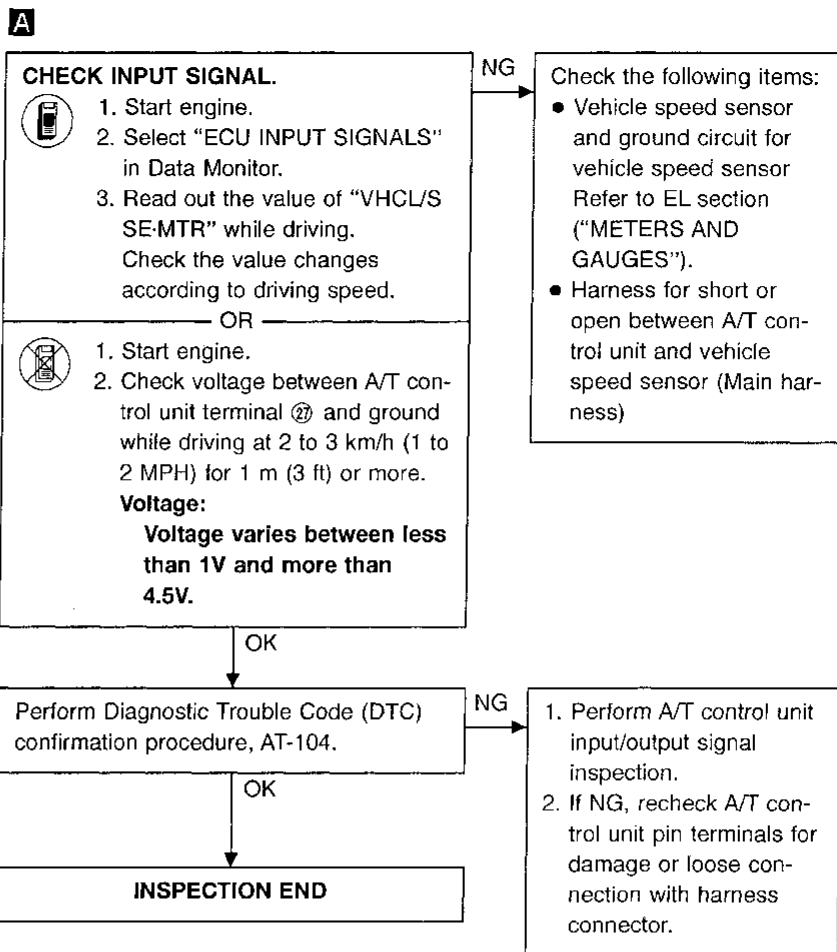 A
CHECK INPUT SIGNAL.
1. Start engine.
2. Select “ECU INPUT SIGNALS”
in Data Monitor.
3. Read out the value of “VHCL/S
SE·MTR” while driving.
Check the value changes
according to driving speed.
OR
1. Start engine.
2. Check voltage between A/T con-
trol unit terminal ㉗ and ground
while driving at 2 to 3 km/h (1 to
2 MPH) for 1 m (3 ft) or more.
Voltage:
Voltage varies between less
than 1V and more than
4.5V.
NG
Check the following items:
● Vehicle speed sensor
and ground circuit for
vehicle speed sensor
Refer to EL section
(“METERS AND
GAUGES”).
● Harness for short or
open between A/T con-
trol unit and vehicle
speed sensor (Main har-
ness)
OK
Perform Diagnostic Trouble Code (DTC)
confirmation procedure, AT-104.
NG
1. Perform A/T control unit
input/output signal
inspection.
2. If NG, recheck A/T con-
trol unit pin terminals for
damage or loose con-
nection with harness
connector.
OK
INSPECTION END